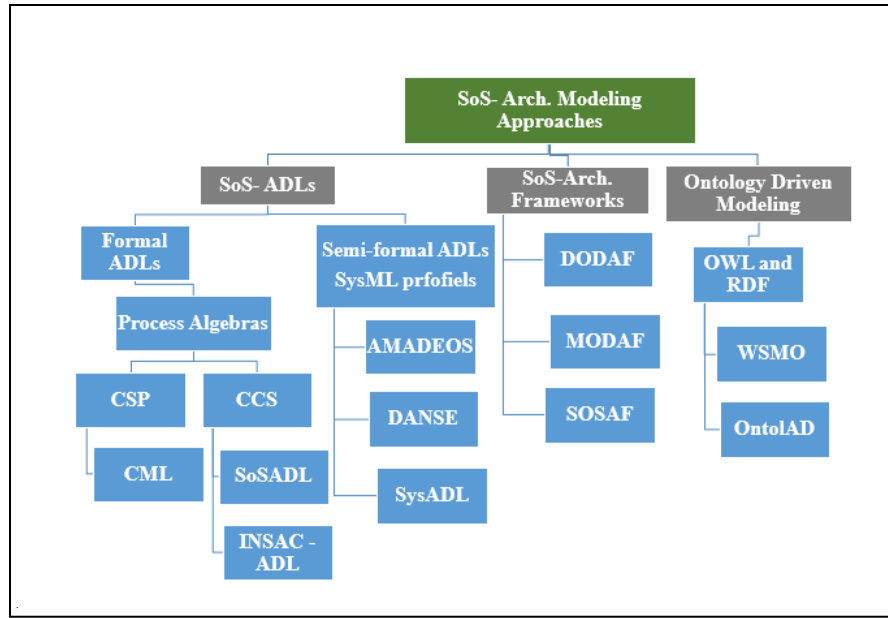 SoS- Arch. Modeling
Approaches
SoS- ADLs
SoS-Arch.
Frameworks
Ontology Driven
Modeling
Formal
ADLs
Semi-formal ADLs
SysML prfofiels
DODAF
OWL and
RDF
Process Algebras
AMADEOS
MODAF
WSMO
CSP
CCS
DANSE
SOSAF
OntolAD
CML
SoSADL
SysADL
INSAC -
ADL